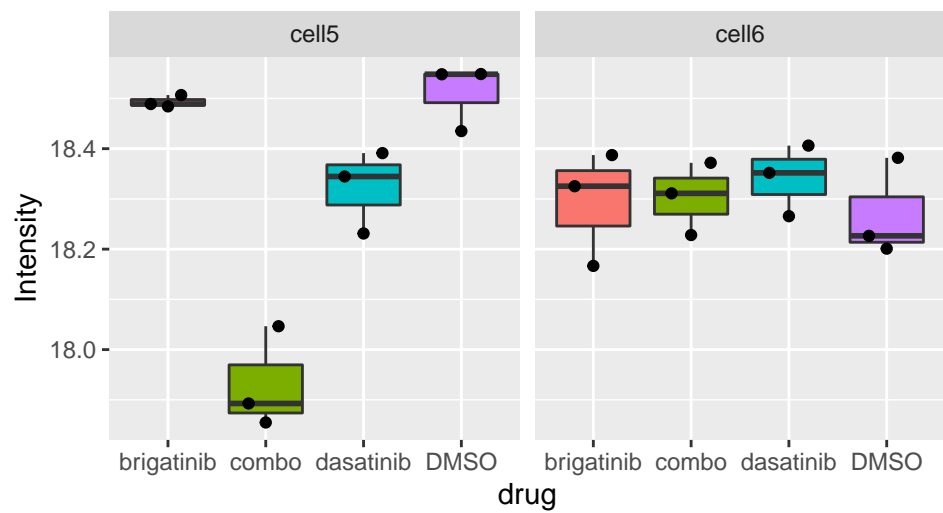 cell5 cell6
Intensity
18.4
18.2
18.0
brigatinib combo dasatinib DMSO brigatinib combo dasatinib DMSO
drug